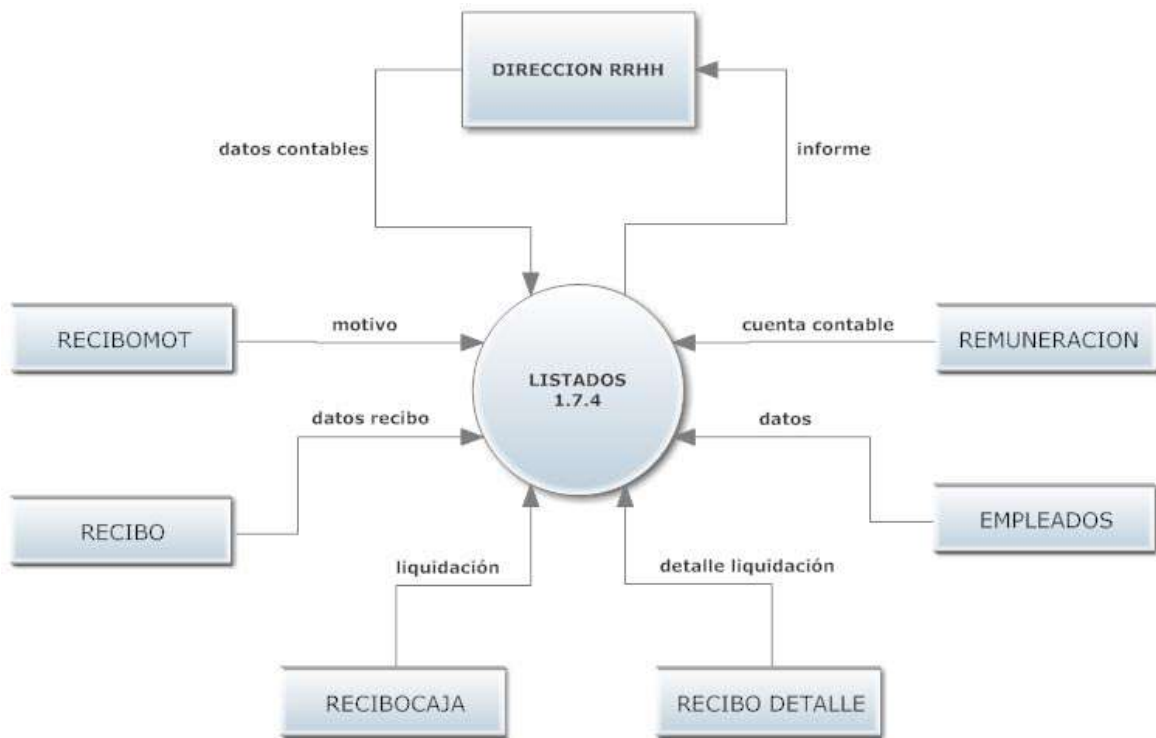 DIRECCION RRHH
datos contables
informe
RECIBOMOT
motivo
cuenta contable
REMUNERACION
LISTADOS
1.7.4
datos recibo
datos
RECIBO
EMPLEADOS
liquidación
detalle liquidación
RECIBOCAJA
RECIBO DETALLE